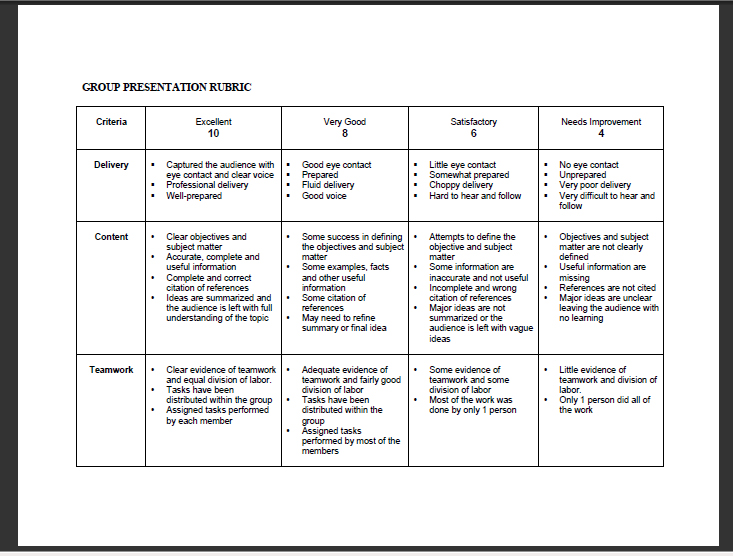 GROUP PRESENTATION RUBRIC
Criteria
Excellent
10
Very Good
8
Satisfactory
6
Needs Improvement
4
Delivery
▪ Captured the audience with
eye contact and clear voice
▪ Professional delivery
▪ Well-prepared
▪ Good eye contact
▪ Prepared
▪ Fluid delivery
▪ Good voice
▪ Little eye contact
▪ Somewhat prepared
▪ Choppy delivery
▪ Hard to hear and follow
▪ No eye contact
▪ Unprepared
▪ Very poor delivery
▪ Very difficult to hear and
follow
Content
• Clear objectives and
subject matter
• Accurate, complete and
useful information
• Complete and correct
citation of references
• Ideas are summarized and
the audience is left with full
understanding of the topic
• Some success in defining
the objectives and subject
matter
• Some examples, facts
and other useful
information
• Some citation of
references
• May need to refine
summary or final idea
• Attempts to define the
objective and subject
matter
• Some information are
inaccurate and not useful
• Incomplete and wrong
citation of references
• Major ideas are not
summarized or the
audience is left with vague
ideas
• Objectives and subject
matter are not clearly
defined
• Useful information are
missing
• References are not cited
• Major ideas are unclear
leaving the audience with
no learning
Teamwork
• Clear evidence of teamwork
and equal division of labor.
• Tasks have been
distributed within the group
• Assigned tasks performed
by each member
• Adequate evidence of
teamwork and fairly good
division of labor
• Tasks have been
distributed within the
group
• Assigned tasks
performed by most of the
members
• Some evidence of
teamwork and some
division of labor
• Most of the work was
done by only 1 person
• Little evidence of
teamwork and division of
labor.
• Only 1 person did all of
the work